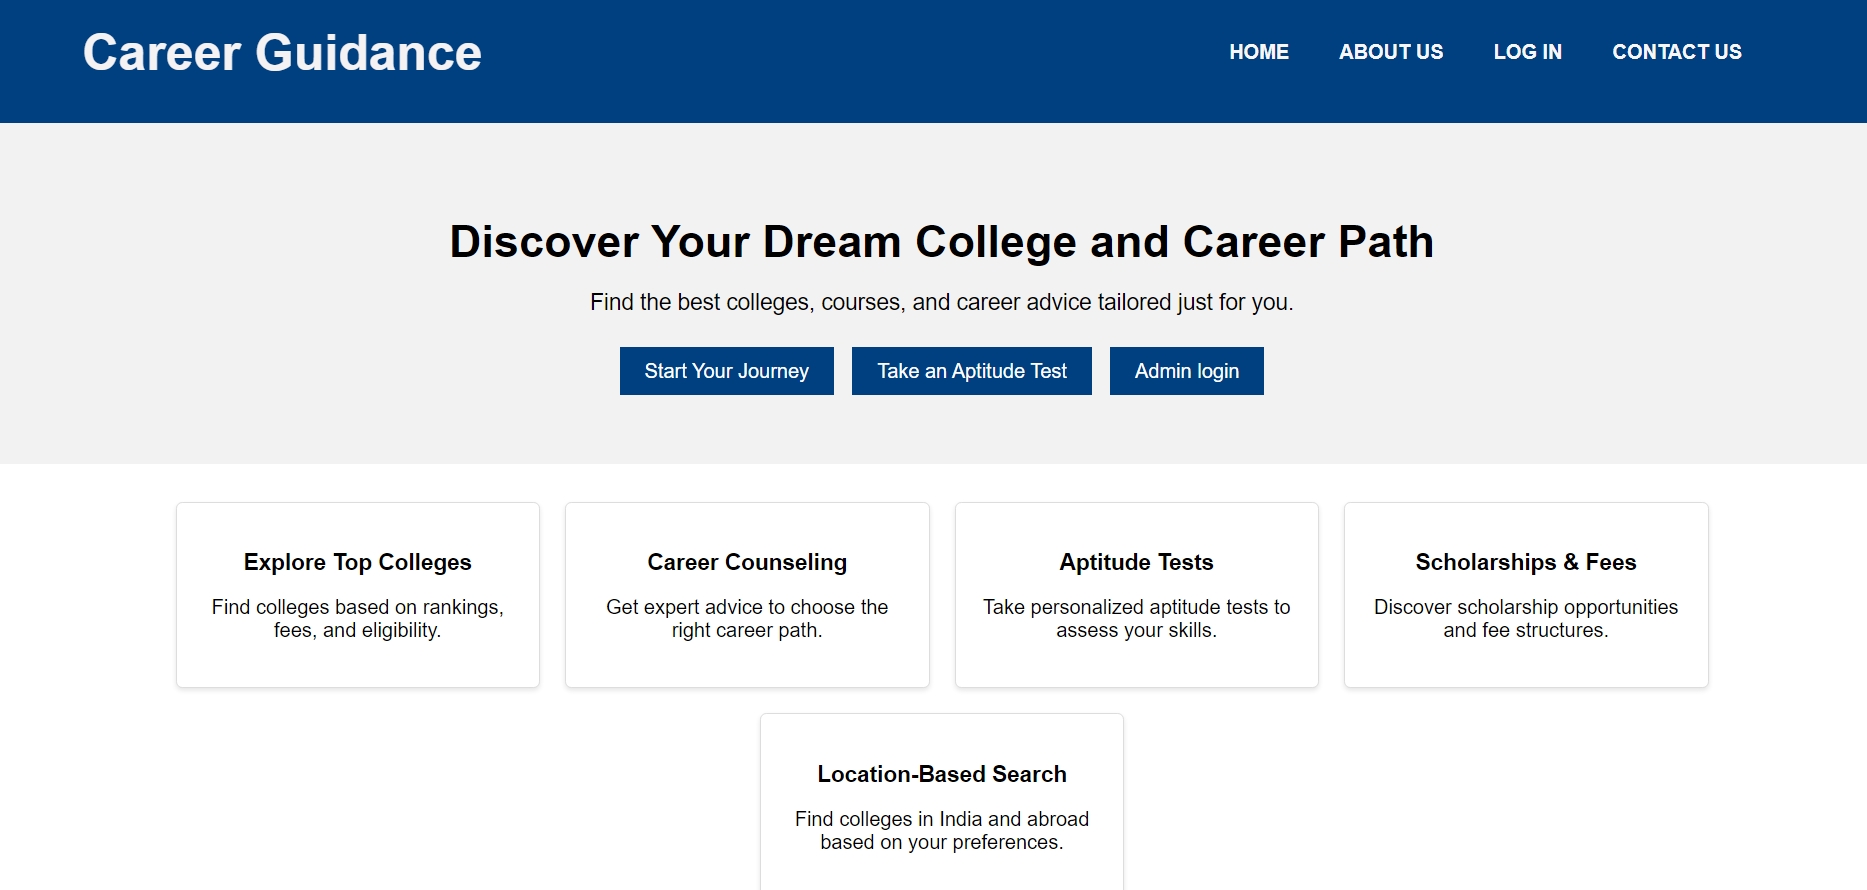 Career Guidance
HOME ABOUT US LOG IN CONTACT US
Discover Your Dream College and Career Path
Find the best colleges, courses, and career advice tailored just for you.
Start Your Journey
Take an Aptitude Test
Admin login
Explore Top Colleges
Find colleges based on rankings,
fees, and eligibility.
Career Counseling
Get expert advice to choose the
right career path.
Aptitude Tests
Take personalized aptitude tests to
assess your skills.
Scholarships & Fees
Discover scholarship opportunities
and fee structures.
Location-Based Search
Find colleges in India and abroad
based on your preferences.